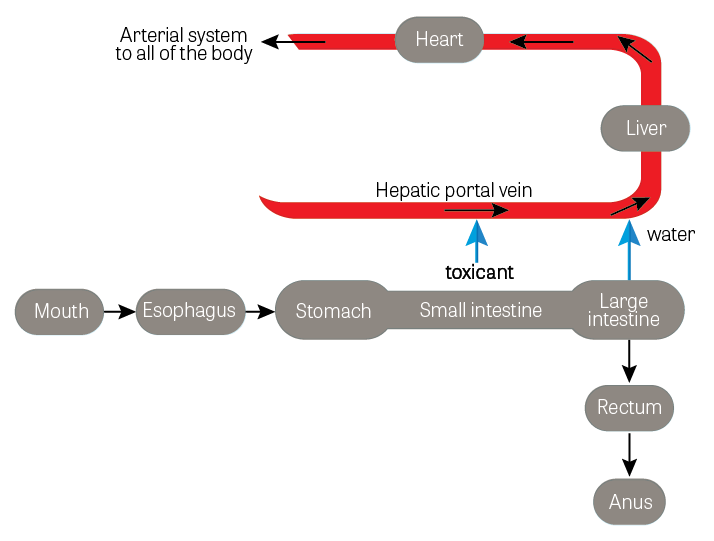 Arterial system
to all of the body
Heart
Liver
Hepatic portal vein
water
toxicant
Mouth
Esophagus
Stomach
Small intestine
Large
intestine
Rectum
Anus